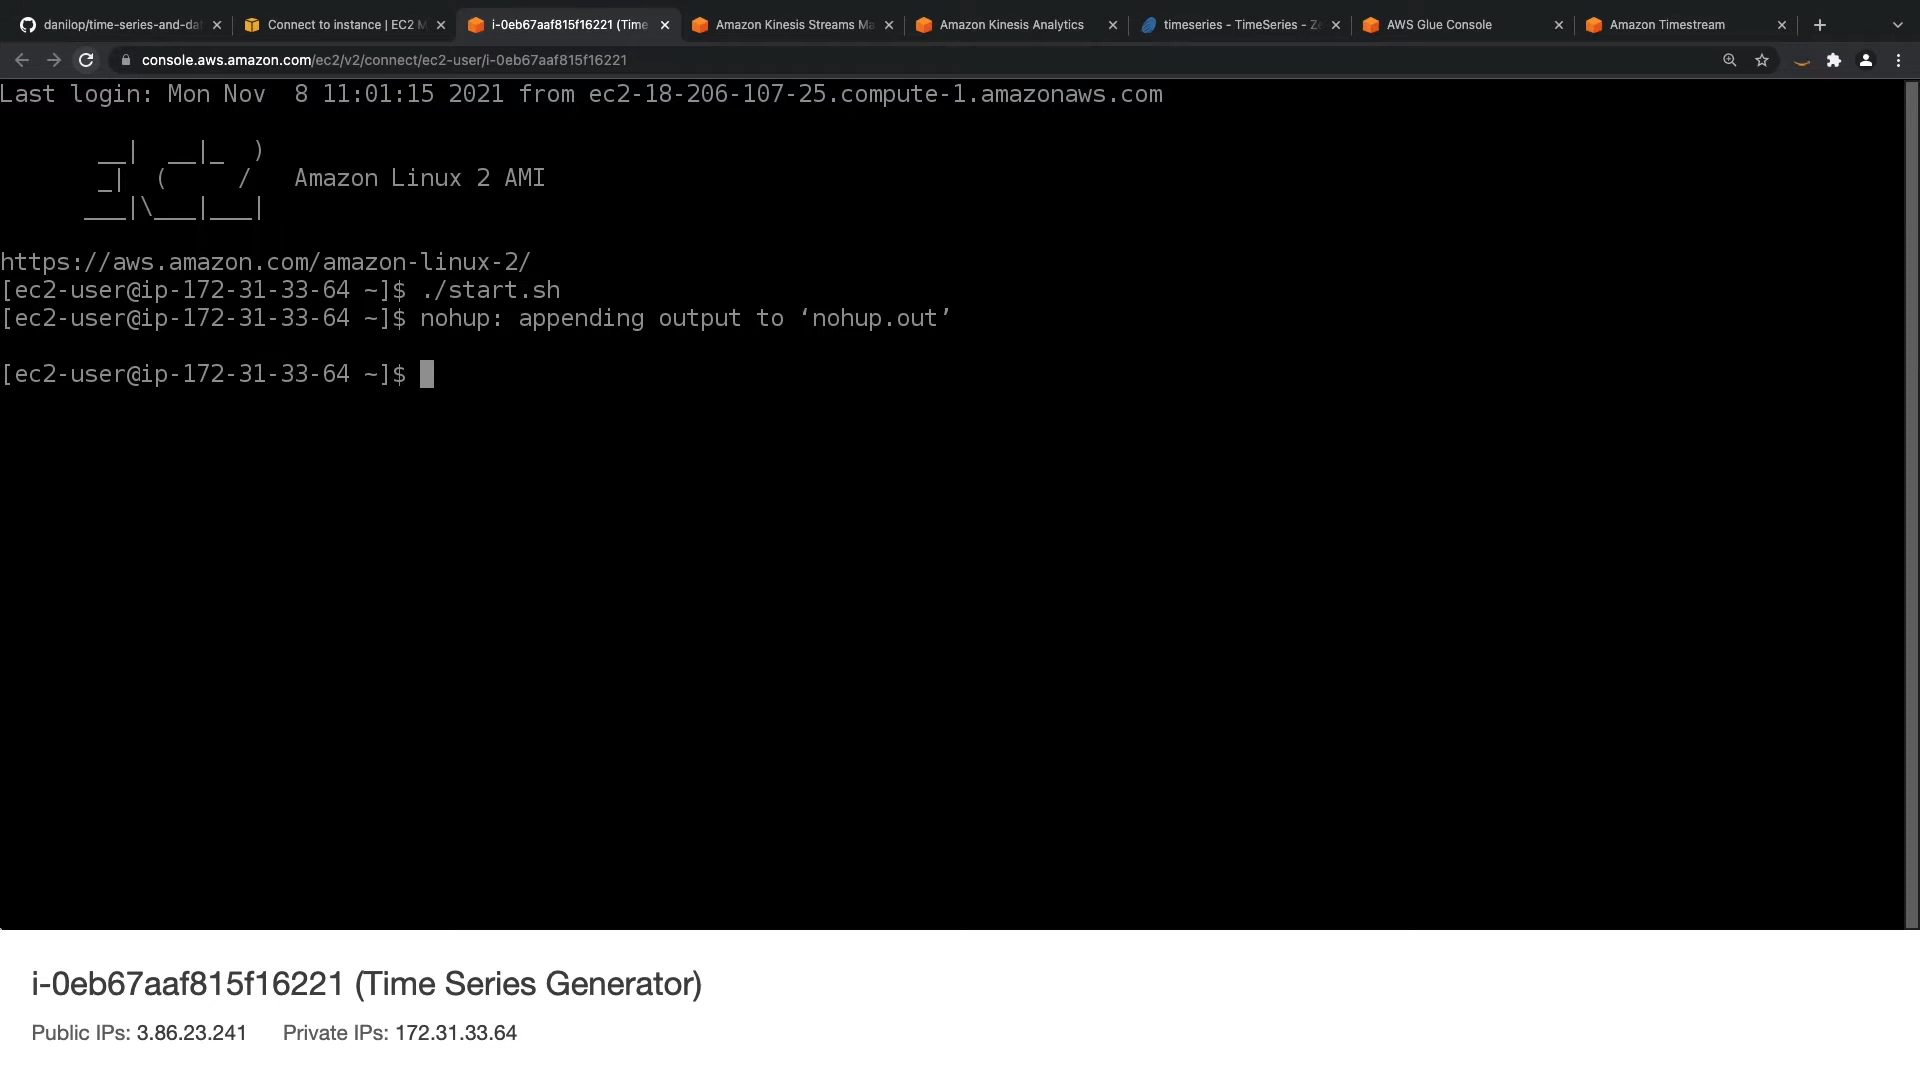 danilop/time-series-and-da
Connect to instance | EC2 M
i-0eb67aaf815f16221 (Time
Amazon Kinesis Streams Ma
Amazon Kinesis Analytics
timeseries - TimeSeries - Ze
AWS Glue Console
Amazon Timestream
console.aws.amazon.com/ec2/v2/connect/ec2-user/i-0eb67aaf815f16221
Last login: Mon Nov  8 11:01:15 2021 from ec2-18-206-107-25.compute-1.amazonaws.com
       __|  __|_  )
       _|  (     /   Amazon Linux 2 AMI
      ___|\___|___|
https://aws.amazon.com/amazon-linux-2/
[ec2-user@ip-172-31-33-64 ~]$ ./start.sh
[ec2-user@ip-172-31-33-64 ~]$ nohup: appending output to ‘nohup.out’
[ec2-user@ip-172-31-33-64 ~]$
i-0eb67aaf815f16221 (Time Series Generator)
Public IPs: 3.86.23.241 Private IPs: 172.31.33.64